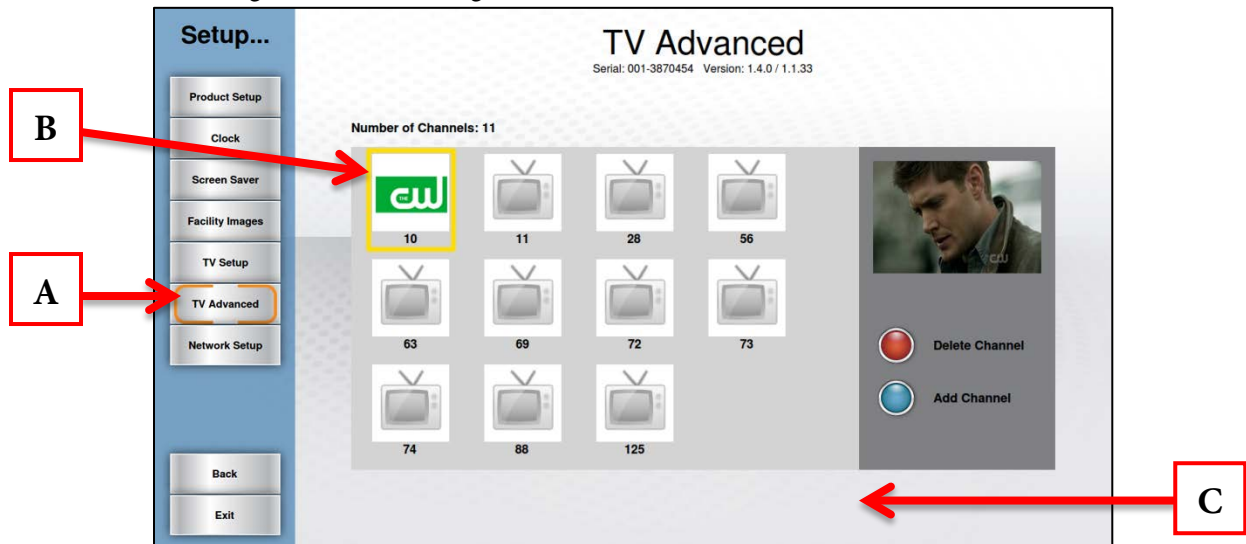 Setup...
TV Advanced
Serial: 001-3870454 Version: 1.4.0 / 1.1.33
Product Setup
Clock
Screen Saver
Facility Images
TV Setup
TV Advanced
Network Setup
Back
Exit
B
A
C
Number of Channels: 11
THE CW
10 11 28 56
63 69 72 73
74 88 125
CW
Delete Channel
Add Channel